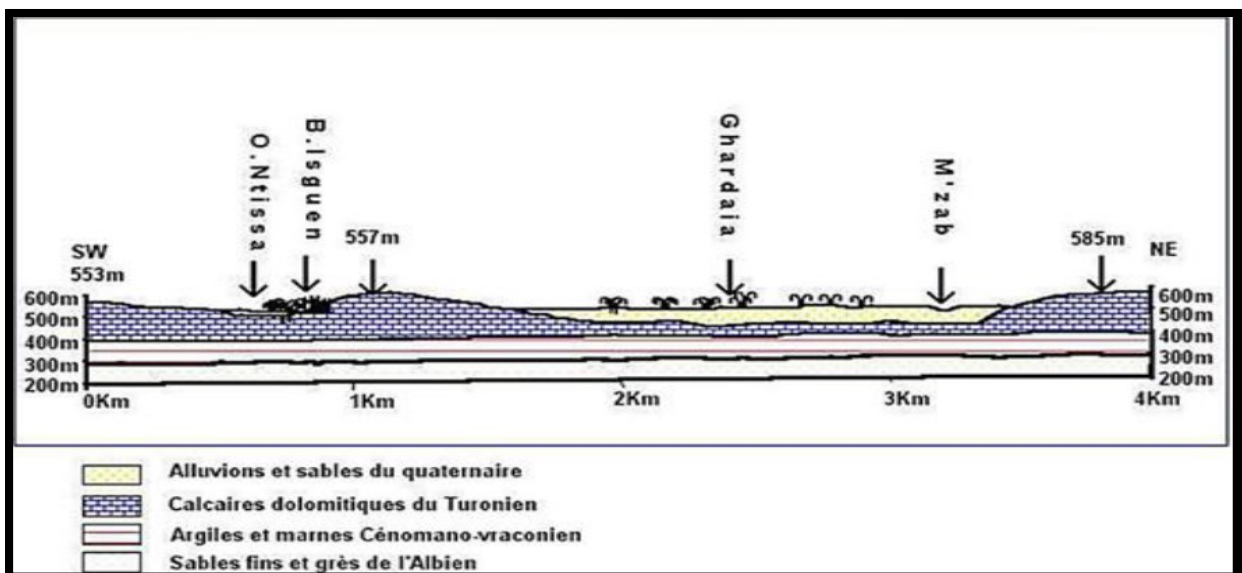 O.Ntissa
B.Isguen
Ghardaia
M'zab
SW
553m
557m
585m
NE
600m
500m
400m
300m
200m
600m
500m
400m
300m
200m
0Km
1Km
2Km
3Km
4Km
Alluvions et sables du quaternaire
Calcaires dolomitiques du Turonien
Argiles et marnes Cénomano-vraconien
Sables fins et grès de l'Albien